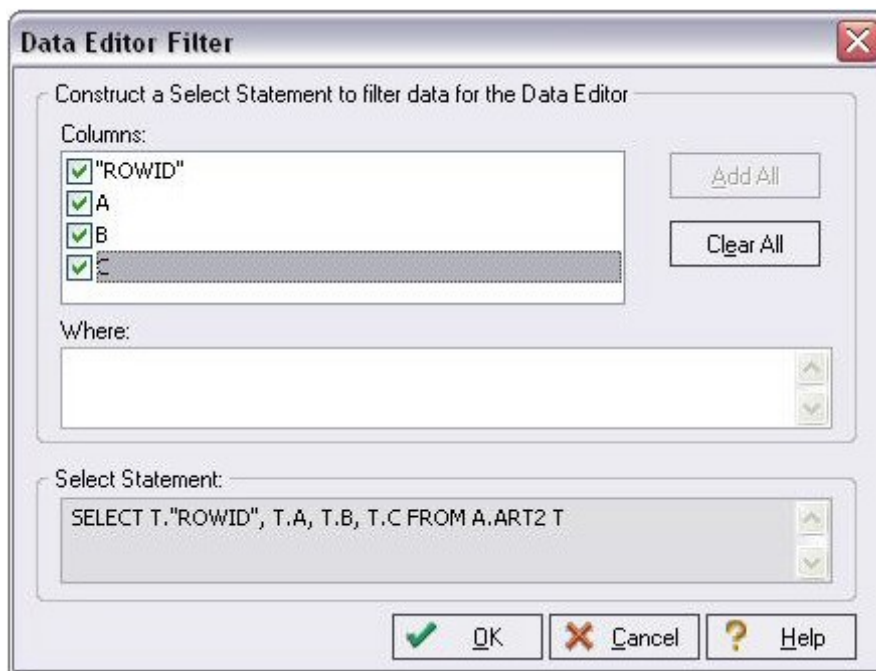 Data Editor Filter
Construct a Select Statement to filter data for the Data Editor
Columns:
"ROWID"
A
B
C
Add All
Clear All
Where:
Select Statement:
SELECT T."ROWID", T.A, T.B, T.C FROM A.ART2 T
OK
Cancel
? Help